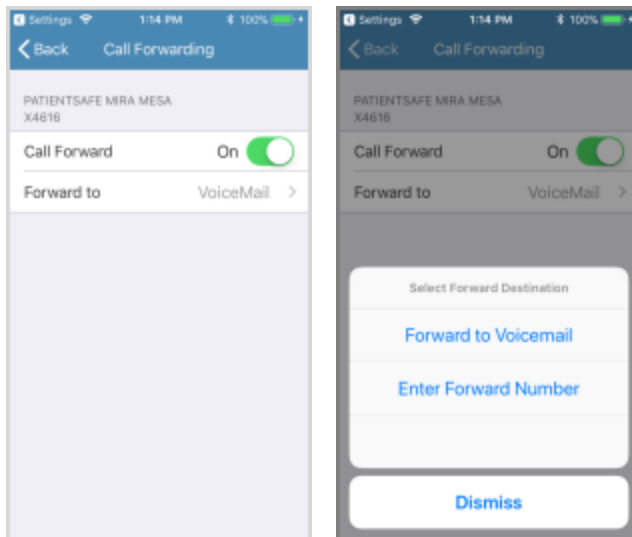 Settings 1:14 PM 100%
Back Call Forwarding
PATIENTSAFE MIRA MESA
X4616
Call Forward On
Forward to VoiceMail
Settings 1:14 PM 100%
Back Call Forwarding
PATIENTSAFE MIRA MESA
X4616
Call Forward On
Forward to VoiceMail
Select Forward Destination
Forward to Voicemail
Enter Forward Number
Dismiss